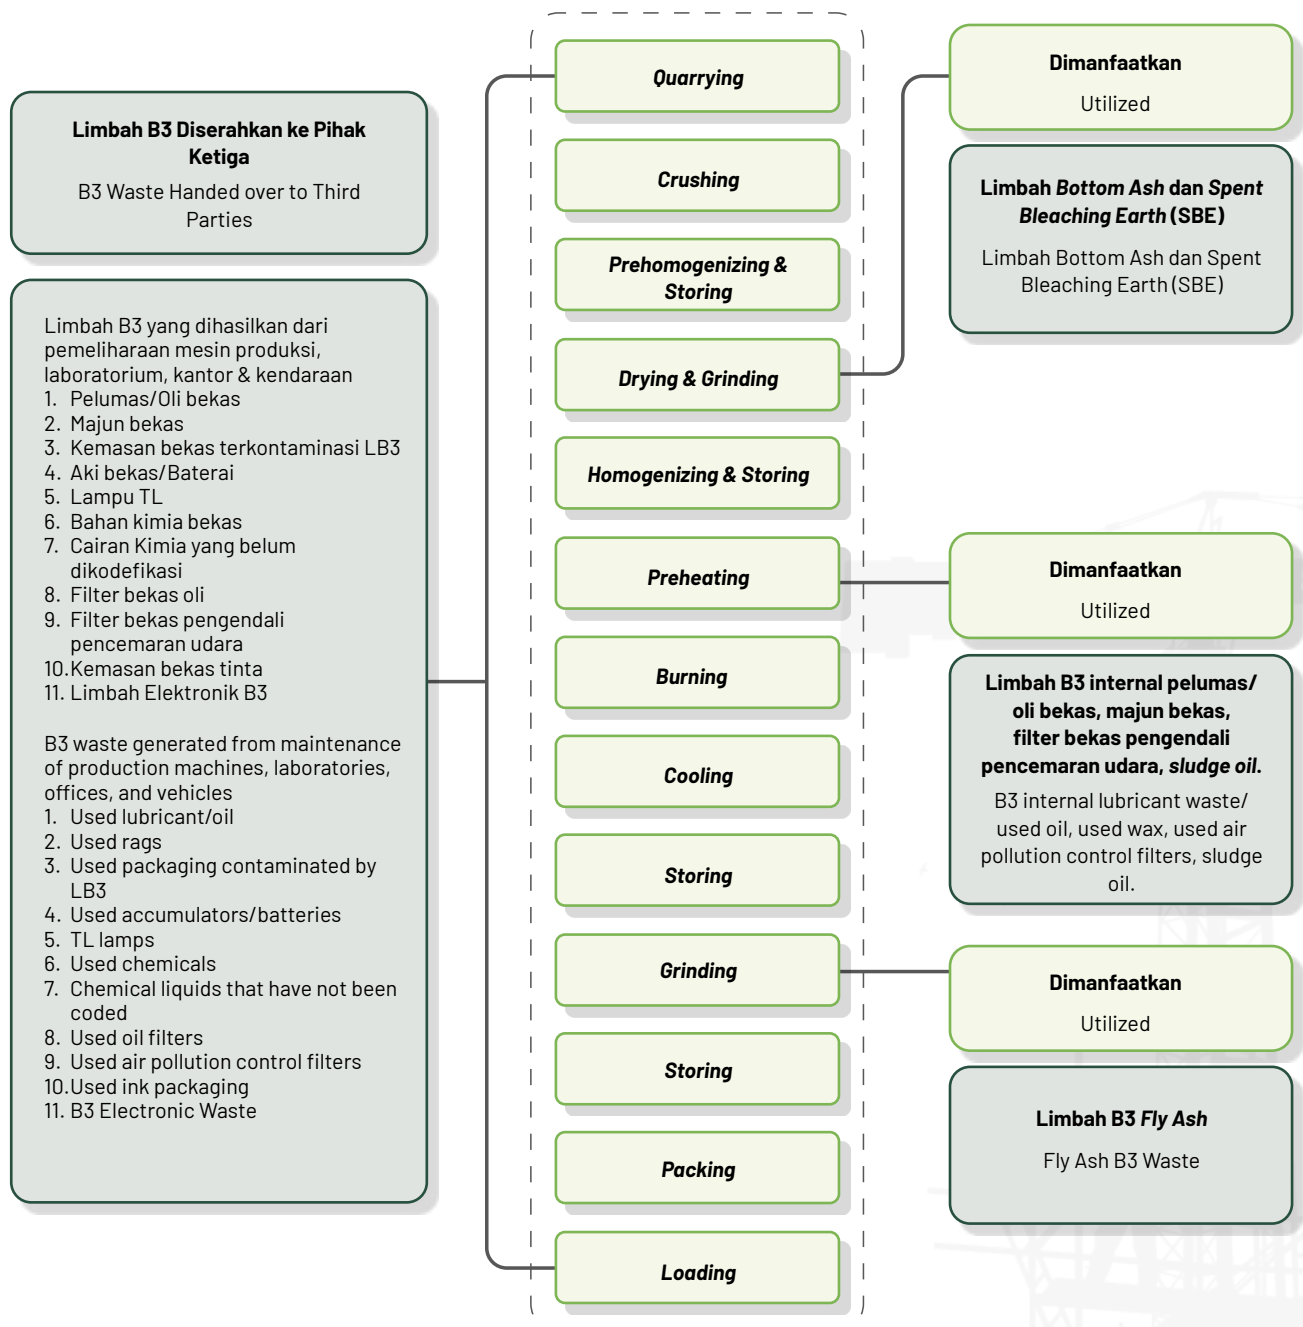 Limbah B3 Diserahkan ke Pihak
Ketiga
B3 Waste Handed over to Third
Parties
Limbah B3 yang dihasilkan dari
pemeliharaan mesin produksi,
laboratorium, kantor & kendaraan
1. Pelumas/Oli bekas
2. Majun bekas
3. Kemasan bekas terkontaminasi LB3
4. Aki bekas/Baterai
5. Lampu TL
6. Bahan kimia bekas
7. Cairan Kimia yang belum
dikodefikasi
8. Filter bekas oli
9. Filter bekas pengendali
pencemaran udara
10.Kemasan bekas tinta
11. Limbah Elektronik B3
B3 waste generated from maintenance
of production machines, laboratories,
offices, and vehicles
1. Used lubricant/oil
2. Used rags
3. Used packaging contaminated by
LB3
4. Used accumulators/batteries
5. TL lamps
6. Used chemicals
7. Chemical liquids that have not been
coded
8. Used oil filters
9. Used air pollution control filters
10.Used ink packaging
11. B3 Electronic Waste
Quarrying
Crushing
Prehomogenizing &
Storing
Drying & Grinding
Homogenizing & Storing
Preheating
Burning
Cooling
Storing
Grinding
Storing
Packing
Loading
Dimanfaatkan
Utilized
Limbah Bottom Ash dan Spent
Bleaching Earth (SBE)
Limbah Bottom Ash dan Spent
Bleaching Earth (SBE)
Dimanfaatkan
Utilized
Limbah B3 internal pelumas/
oli bekas, majun bekas,
filter bekas pengendali
pencemaran udara, sludge oil.
B3 internal lubricant waste/
used oil, used wax, used air
pollution control filters, sludge
oil.
Dimanfaatkan
Utilized
Limbah B3 Fly Ash
Fly Ash B3 Waste